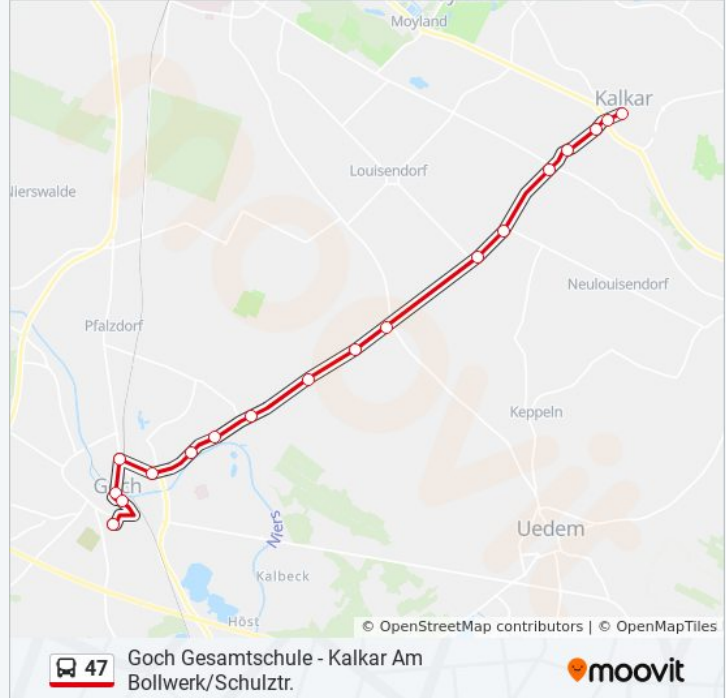 Moyland
Kalkar
Louisendorf
Nierswalde
Neulouisendorf
Pfalzdorf
Keppeln
Goch
Uedem
Niers
Kalbeck
Höst
© OpenStreetMap contributors | © OpenMapTiles
47
Goch Gesamtschule - Kalkar Am
Bollwerk/Schulztr.
moovit
moovit